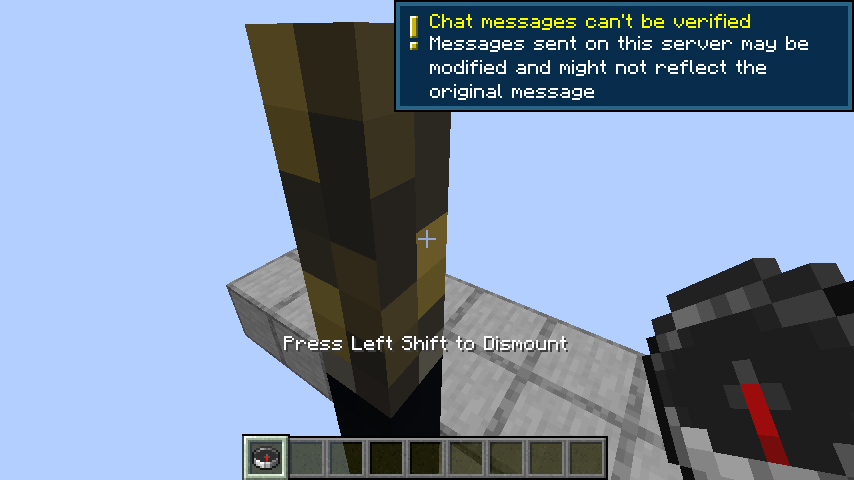 Chat messages can't be verified
Messages sent on this server may be
modified and might not reflect the
original message
Press Left Shift to Dismount